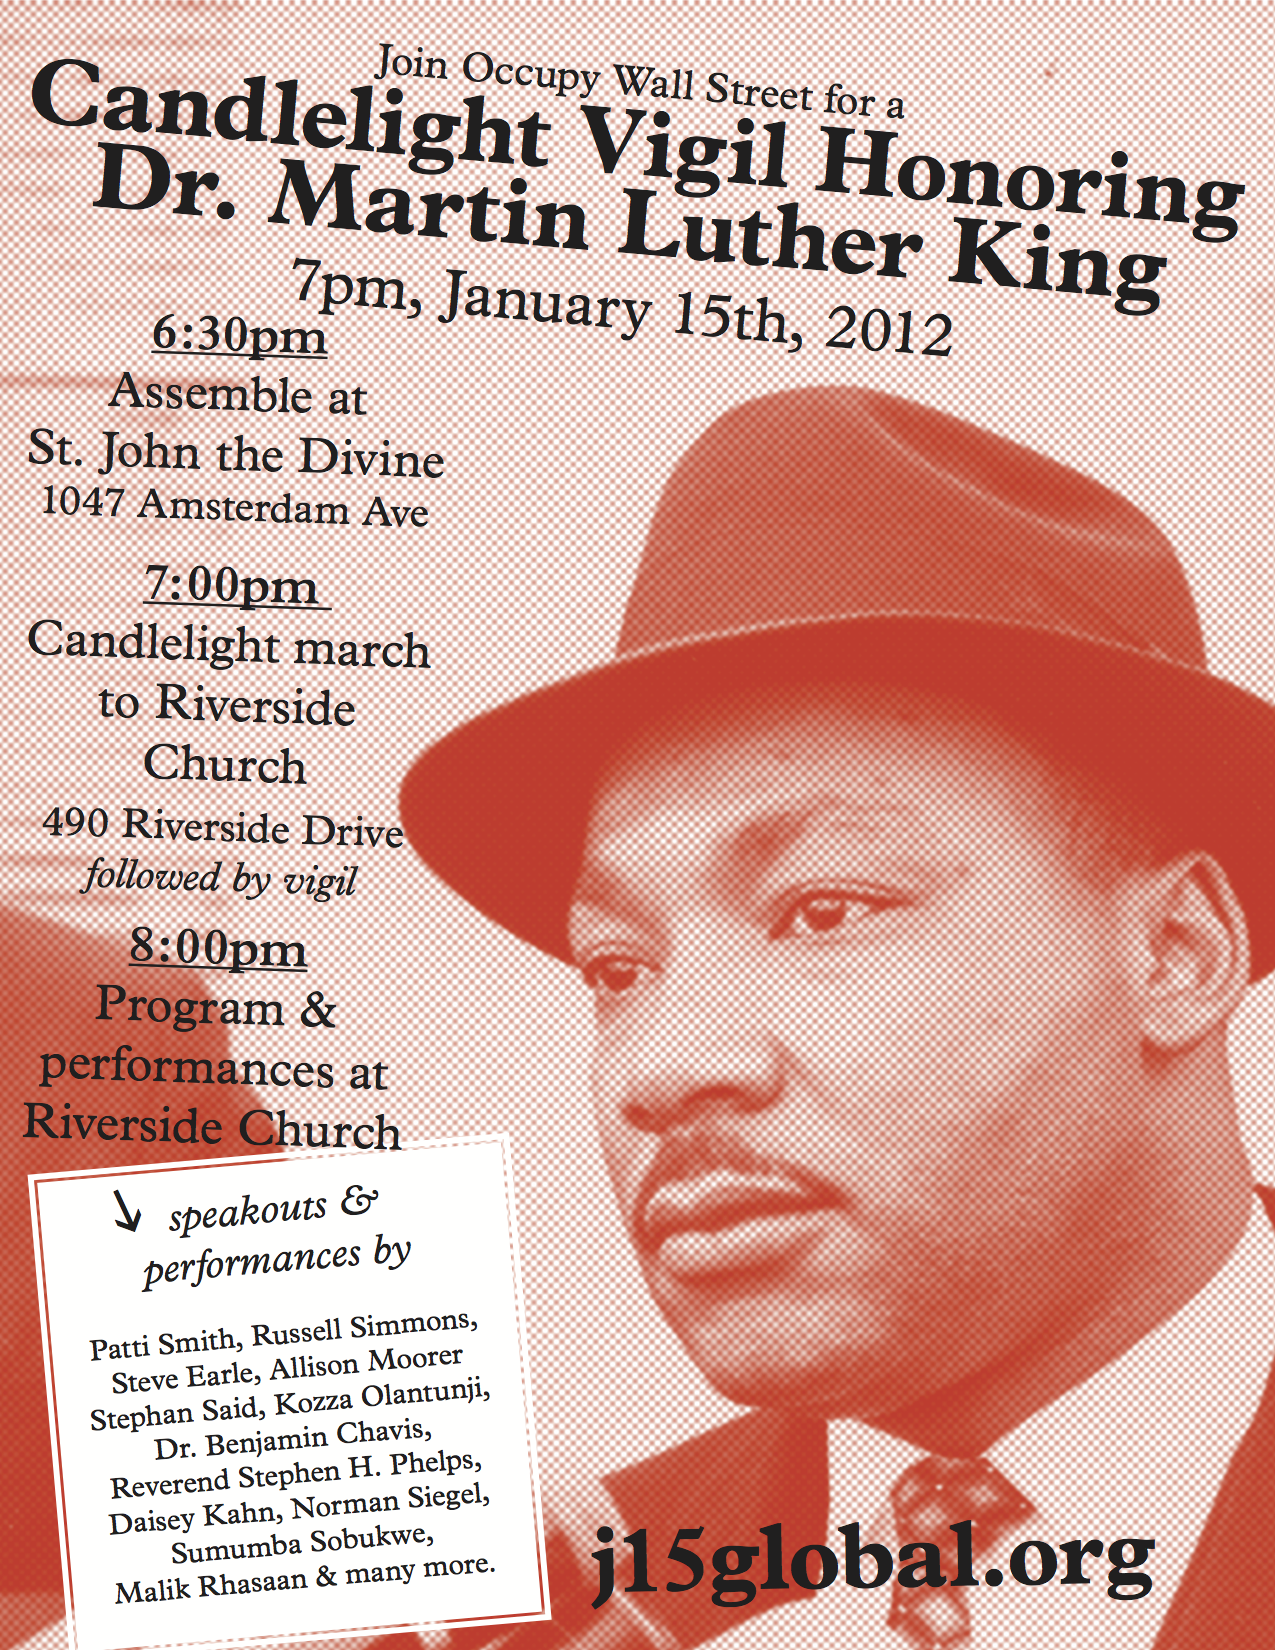 Join Occupy Wall Street for a
Candlelight Vigil Honoring
Dr. Martin Luther King
7pm, January 15th, 2012
6:30pm
Assemble at
St. John the Divine
1047 Amsterdam Ave
7:00pm
Candlelight march
to Riverside
Church
490 Riverside Drive
followed by vigil
8:00pm
Program &
performances at
Riverside Church
↘ speakouts &
performances by
Patti Smith, Russell Simmons,
Steve Earle, Allison Moorer
Stephan Said, Kozza Olantunji,
Dr. Benjamin Chavis,
Reverend Stephen H. Phelps,
Daisey Kahn, Norman Siegel,
Sumumba Sobukwe,
Malik Rhasaan & many more.
j15global.org